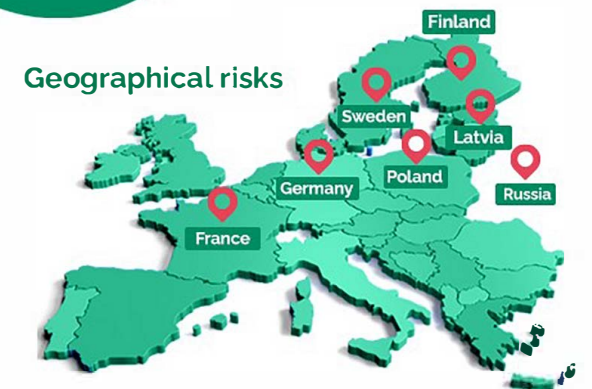 Finland
Geographical risks
Sweden
Latvia
Poland
Germany
Russia
France